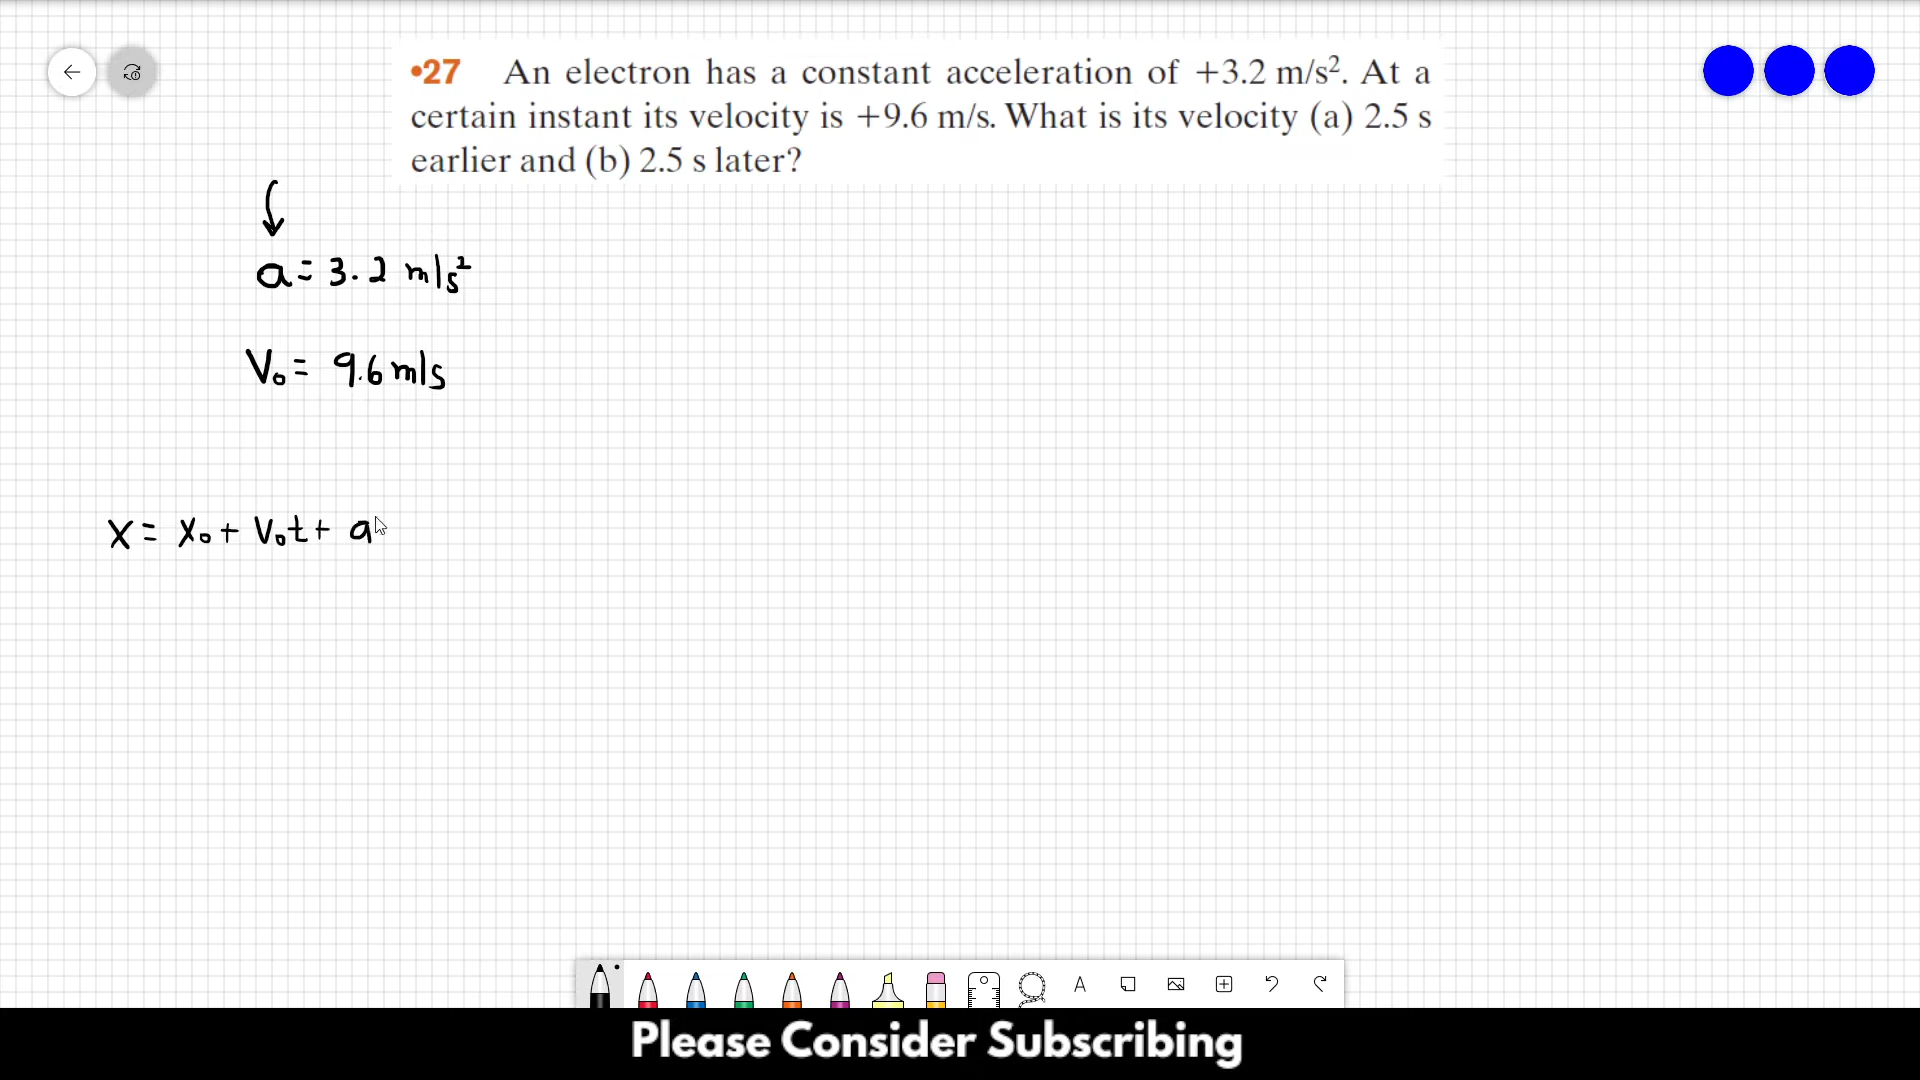 •27 An electron has a constant acceleration of +3.2 m/s². At a
certain instant its velocity is +9.6 m/s. What is its velocity (a) 2.5 s
earlier and (b) 2.5 s later?
a = 3.2 m/s²
V₀ = 9.6 m/s
x = x₀ + V₀t + a
A
Please Consider Subscribing